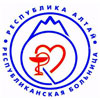 • РЕСПУБЛИКА АЛТАЙ •
РЕСПУБЛИКАНСКАЯ БОЛЬНИЦА